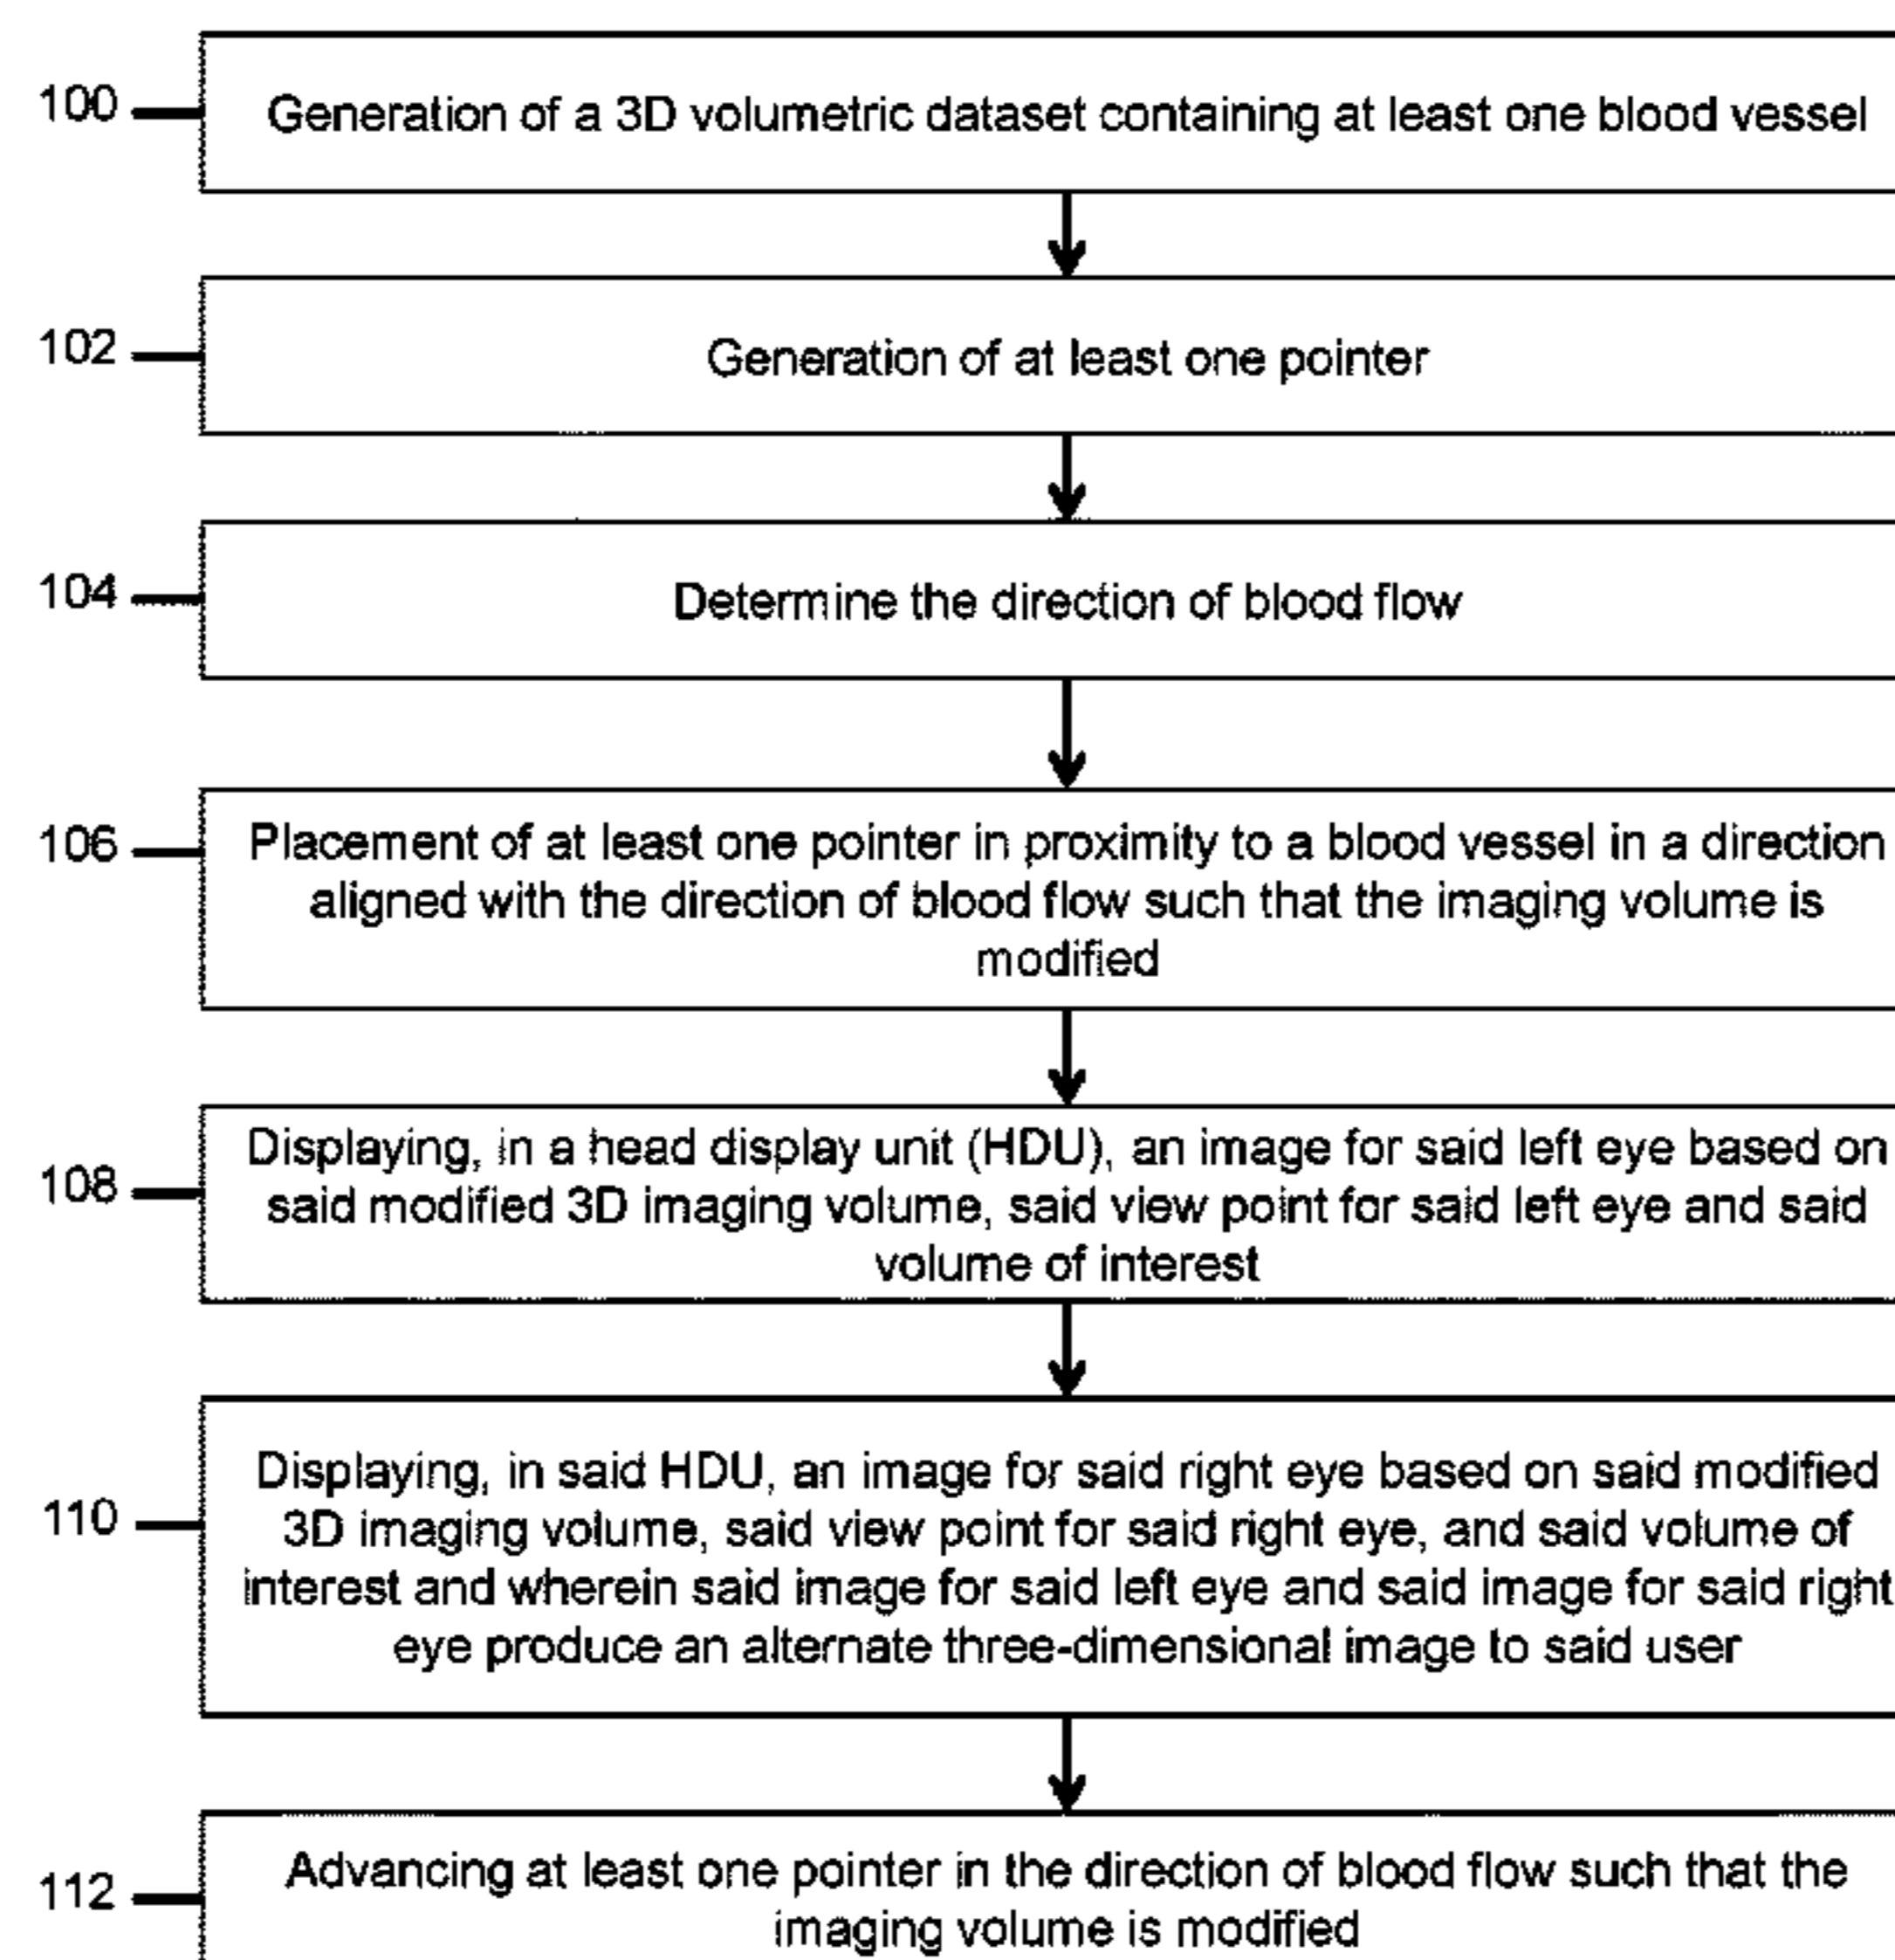 100
Generation of a 3D volumetric dataset containing at least one blood vessel
102
Generation of at least one pointer
104
Determine the direction of blood flow
106
Placement of at least one pointer in proximity to a blood vessel in a direction
aligned with the direction of blood flow such that the imaging volume is
modified
108
Displaying, in a head display unit (HDU), an image for said left eye based on
said modified 3D imaging volume, said view point for said left eye and said
volume of interest
110
Displaying, in said HDU, an image for said right eye based on said modified
3D imaging volume, said view point for said right eye, and said volume of
interest and wherein said image for said left eye and said image for said right
eye produce an alternate three-dimensional image to said user
112
Advancing at least one pointer in the direction of blood flow such that the
imaging volume is modified